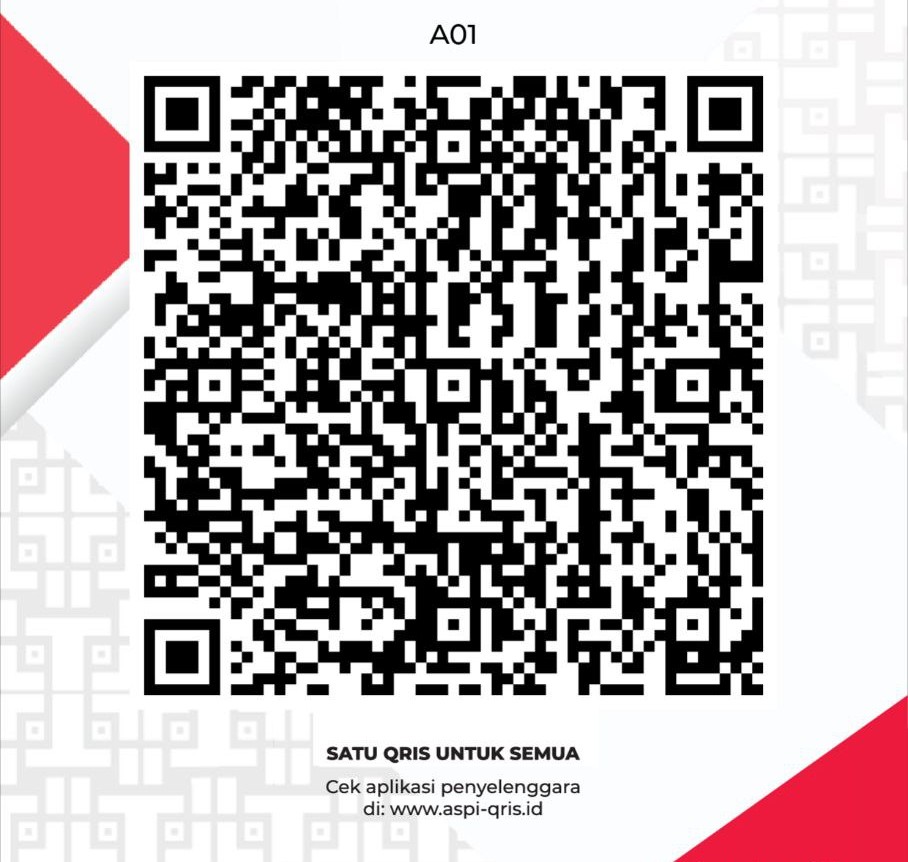 A01
SATU QRIS UNTUK SEMUA
Cek aplikasi penyelenggara
di: www.aspi-qris.id